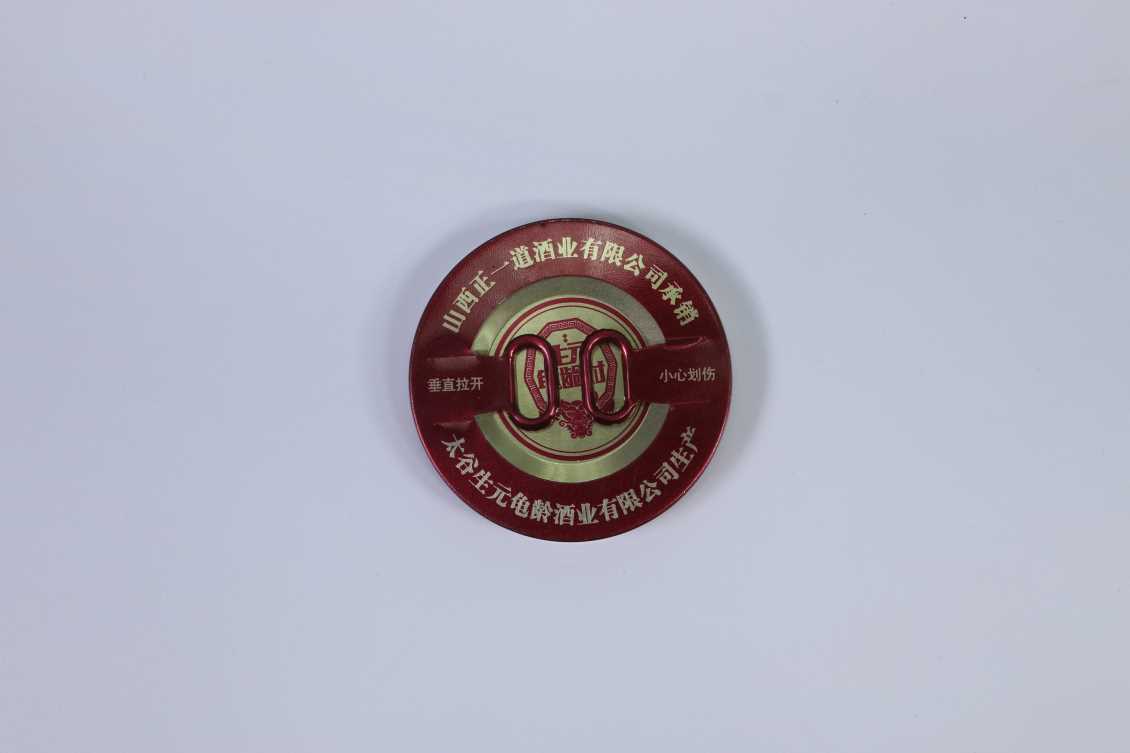 山西正一道酒业有限公司承销
垂直拉开
小心划伤
太谷生元龟龄酒业有限公司生产